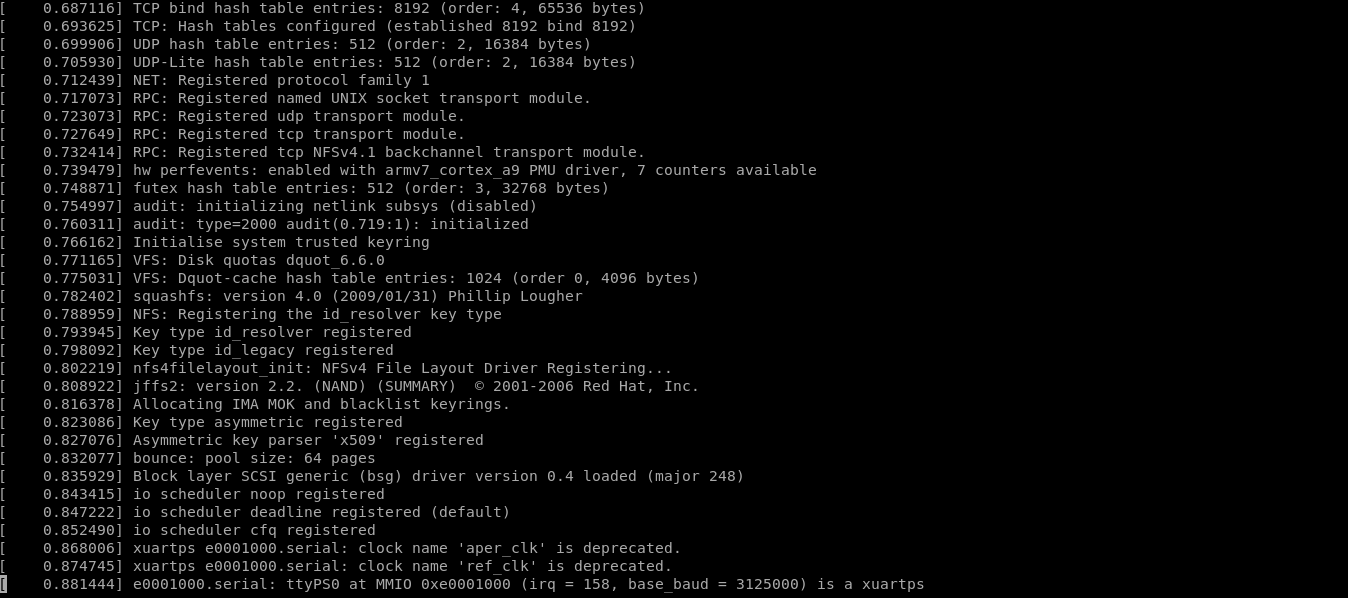 [    0.687116] TCP bind hash table entries: 8192 (order: 4, 65536 bytes)
[    0.693625] TCP: Hash tables configured (established 8192 bind 8192)
[    0.699906] UDP hash table entries: 512 (order: 2, 16384 bytes)
[    0.705930] UDP-Lite hash table entries: 512 (order: 2, 16384 bytes)
[    0.712439] NET: Registered protocol family 1
[    0.717073] RPC: Registered named UNIX socket transport module.
[    0.723073] RPC: Registered udp transport module.
[    0.727649] RPC: Registered tcp transport module.
[    0.732414] RPC: Registered tcp NFSv4.1 backchannel transport module.
[    0.739479] hw perfevents: enabled with armv7_cortex_a9 PMU driver, 7 counters available
[    0.748871] futex hash table entries: 512 (order: 3, 32768 bytes)
[    0.754997] audit: initializing netlink subsys (disabled)
[    0.760311] audit: type=2000 audit(0.719:1): initialized
[    0.766162] Initialise system trusted keyring
[    0.771165] VFS: Disk quotas dquot_6.6.0
[    0.775031] VFS: Dquot-cache hash table entries: 1024 (order 0, 4096 bytes)
[    0.782402] squashfs: version 4.0 (2009/01/31) Phillip Lougher
[    0.788959] NFS: Registering the id_resolver key type
[    0.793945] Key type id_resolver registered
[    0.798092] Key type id_legacy registered
[    0.802219] nfs4filelayout_init: NFSv4 File Layout Driver Registering...
[    0.808922] jffs2: version 2.2. (NAND) (SUMMARY)  © 2001-2006 Red Hat, Inc.
[    0.816378] Allocating IMA MOK and blacklist keyrings.
[    0.823086] Key type asymmetric registered
[    0.827076] Asymmetric key parser 'x509' registered
[    0.832077] bounce: pool size: 64 pages
[    0.835929] Block layer SCSI generic (bsg) driver version 0.4 loaded (major 248)
[    0.843415] io scheduler noop registered
[    0.847222] io scheduler deadline registered (default)
[    0.852490] io scheduler cfq registered
[    0.868006] xuartps e0001000.serial: clock name 'aper_clk' is deprecated.
[    0.874745] xuartps e0001000.serial: clock name 'ref_clk' is deprecated.
[    0.881444] e0001000.serial: ttyPS0 at MMIO 0xe0001000 (irq = 158, base_baud = 3125000) is a xuartps